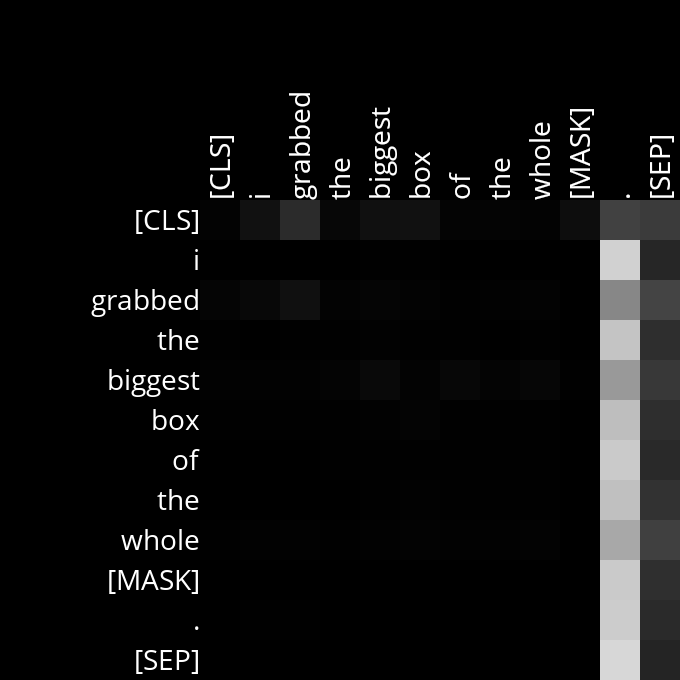 [CLS] i grabbed the biggest box of the whole [MASK] . [SEP]
[CLS]
i
grabbed
the
biggest
box
of
the
whole
[MASK]
.
[SEP]